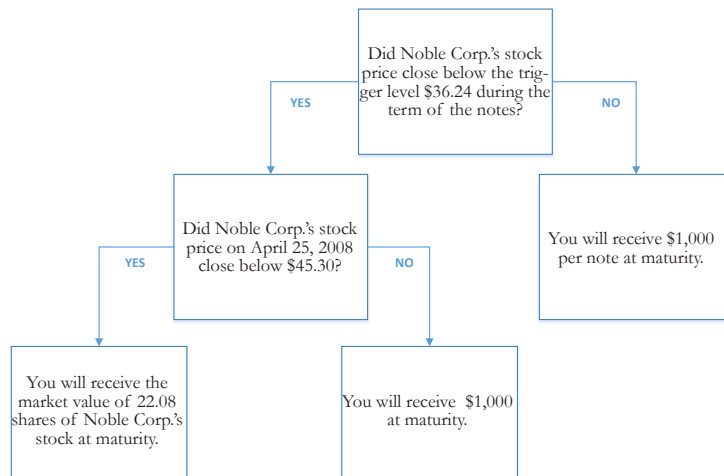 Did Noble Corp.'s stock
price close below the trig-
ger level $36.24 during the
term of the notes?
YES
NO
Did Noble Corp.'s stock
price on April 25, 2008
close below $45.30?
You will receive $1,000
per note at maturity.
YES
NO
You will receive the
market value of 22.08
shares of Noble Corp.'s
stock at maturity.
You will receive $1,000
at maturity.